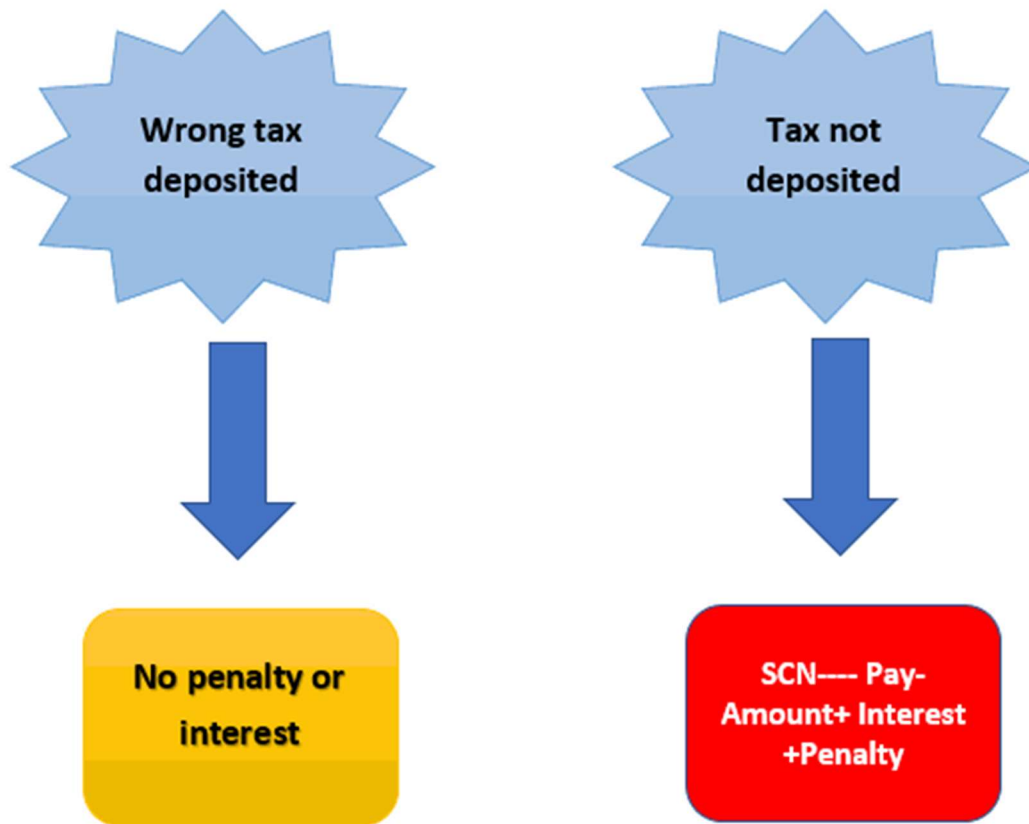 Wrong tax
deposited
Tax not
deposited
No penalty or
interest
SCN---- Pay-
Amount+ Interest
+Penalty